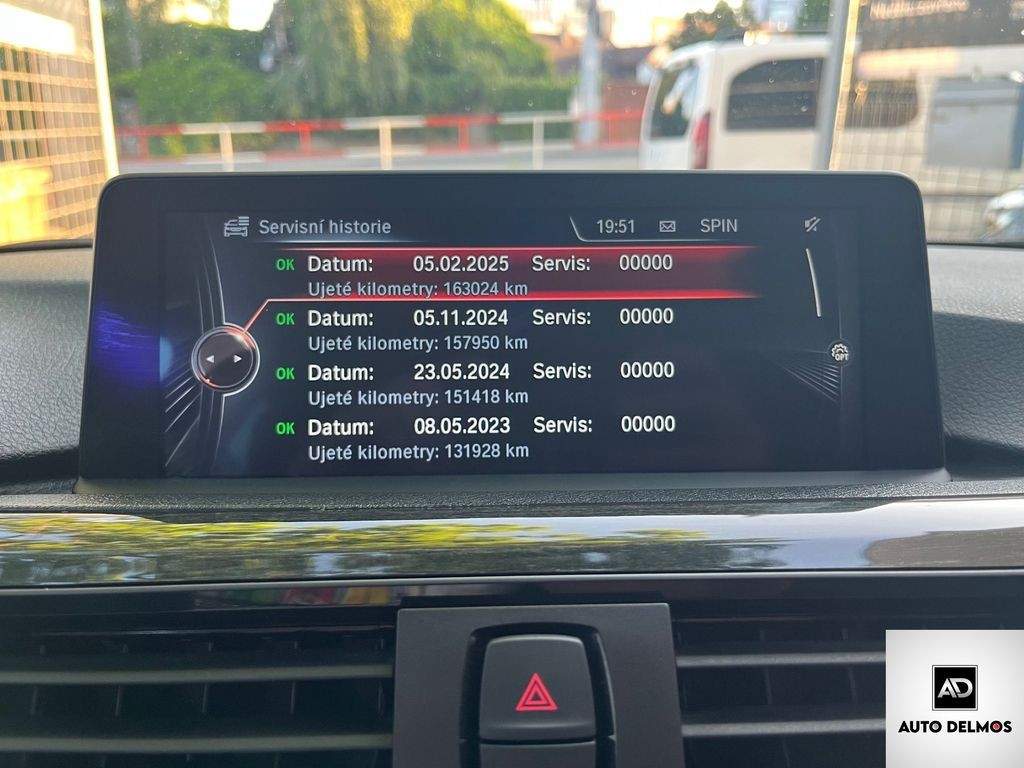 Servisní historie 19:51 SPIN
OK Datum: 05.02.2025 Servis: 00000
Ujeté kilometry: 163024 km
OK Datum: 05.11.2024 Servis: 00000
Ujeté kilometry: 157950 km
OPT
OK Datum: 23.05.2024 Servis: 00000
Ujeté kilometry: 151418 km
OK Datum: 08.05.2023 Servis: 00000
Ujeté kilometry: 131928 km
AD
AUTO DELMOS